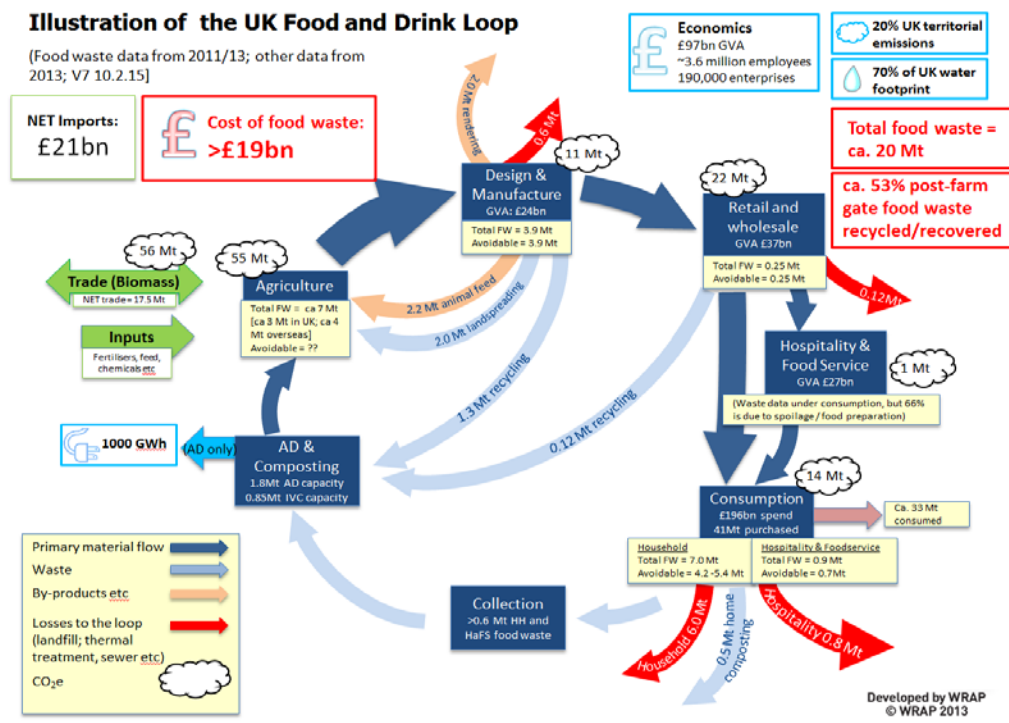 Illustration of the UK Food and Drink Loop
(Food waste data from 2011/13; other data from
2013; V7 10.2.15]
Economics
£97bn GVA
~3.6 million employees
190,000 enterprises
20% UK territorial
emissions
70% of UK water
footprint
NET Imports:
£21bn
£
Cost of food waste:
>£19bn
£
Total food waste =
ca. 20 Mt
ca. 53% post-farm
gate food waste
recycled/recovered
2.0 Mt rendering
0.6 Mt
11 Mt
Design &
Manufacture
GVA: £24bn
Total FW = 3.9 Mt
Avoidable = 3.9 Mt
22 Mt
Retail and
wholesale
GVA £37bn
Total FW = 0.25 Mt
Avoidable = 0.25 Mt
0.12Mt
56 Mt
Trade (Biomass)
NET trade = 17.5 Mt
Inputs
Fertilisers, feed,
chemicals etc
55 Mt
Agriculture
Total FW = ca 7 Mt
[ca 3 Mt in UK; ca 4
Mt overseas]
Avoidable = ??
2.2 Mt animal feed
2.0 Mt landspreading
1.3 Mt recycling
0.12 Mt recycling
Hospitality &
Food Service
GVA £27bn
1 Mt
(Waste data under consumption, but 66%
is due to spoilage/food preparation)
1000 GWh
(AD only)
AD &
Composting
1.8Mt AD capacity
0.85Mt IVC capacity
14 Mt
Consumption
£196bn spend
41Mt purchased
Ca. 33 Mt
consumed
Household
Total FW = 7.0 Mt
Avoidable = 4.2 -5.4 Mt
Hospitality & Foodservice
Total FW = 0.9 Mt
Avoidable = 0.7Mt
Collection
>0.6 Mt HH and
HaFS food waste
Household 6.0 Mt
0.5 Mt home
composting
Hospitality 0.8 Mt
Primary material flow
Waste
By-products etc
Losses to the loop
(landfill; thermal
treatment, sewer etc)
CO₂e
Developed by WRAP
© WRAP 2013